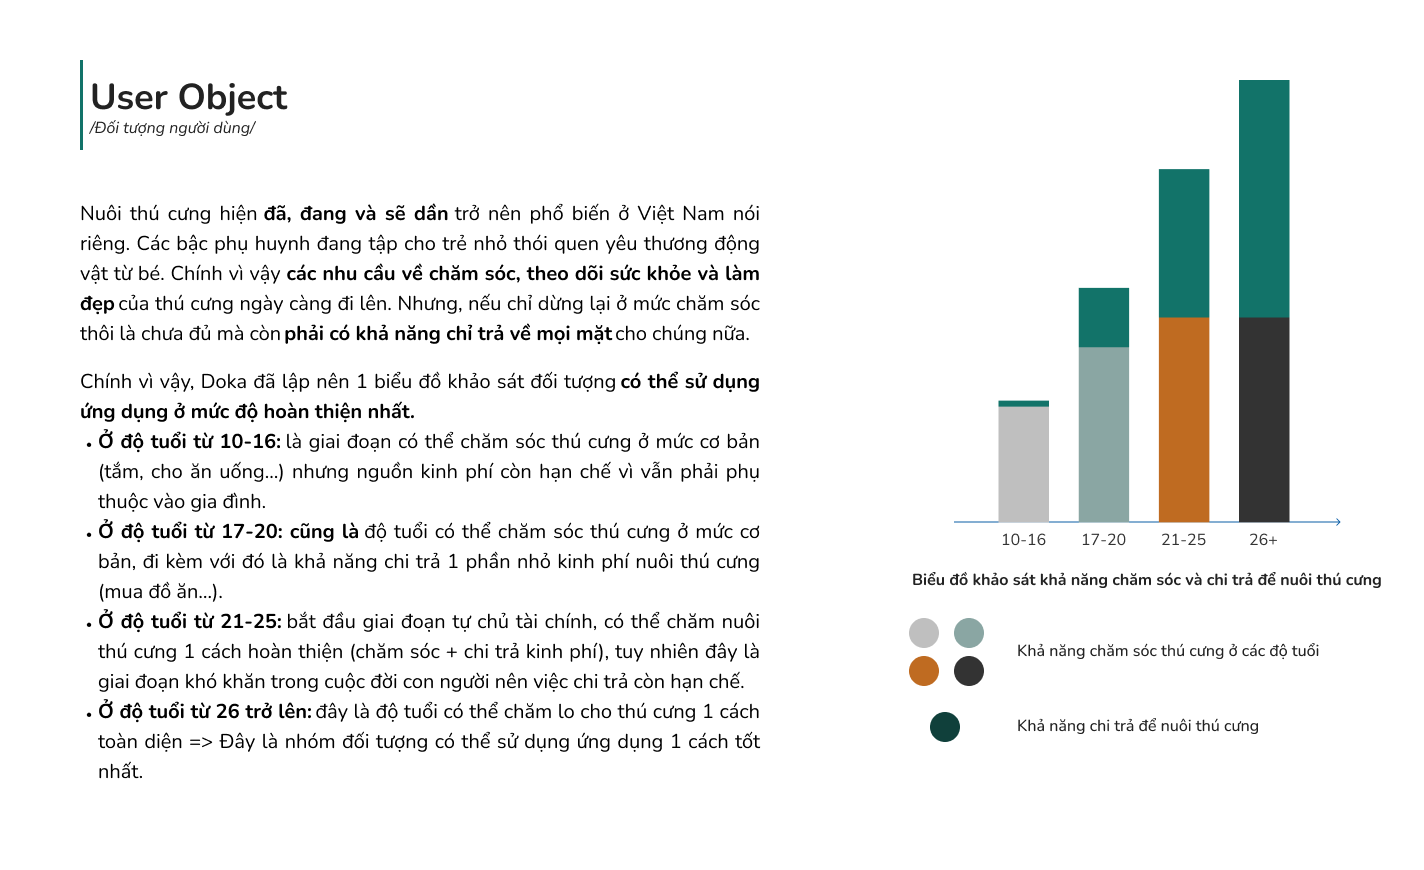 User Object
/Đối tượng người dùng/
Nuôi thú cưng hiện đã, đang và sẽ dần trở nên phổ biến ở Việt Nam nói
riêng. Các bậc phụ huynh đang tập cho trẻ nhỏ thói quen yêu thương động
vật từ bé. Chính vì vậy các nhu cầu về chăm sóc, theo dõi sức khỏe và làm
đẹp của thú cưng ngày càng đi lên. Nhưng, nếu chỉ dừng lại ở mức chăm sóc
thôi là chưa đủ mà còn phải có khả năng chỉ trả về mọi mặt cho chúng nữa.
Chính vì vậy, Doka đã lập nên 1 biểu đồ khảo sát đối tượng có thể sử dụng
ứng dụng ở mức độ hoàn thiện nhất.
• Ở độ tuổi từ 10-16: là giai đoạn có thể chăm sóc thú cưng ở mức cơ bản
(tắm, cho ăn uống...) nhưng nguồn kinh phí còn hạn chế vì vẫn phải phụ
thuộc vào gia đình.
• Ở độ tuổi từ 17-20: cũng là độ tuổi có thể chăm sóc thú cưng ở mức cơ
bản, đi kèm với đó là khả năng chi trả 1 phần nhỏ kinh phí nuôi thú cưng
(mua đồ ăn...).
• Ở độ tuổi từ 21-25: bắt đầu giai đoạn tự chủ tài chính, có thể chăm nuôi
thú cưng 1 cách hoàn thiện (chăm sóc + chi trả kinh phí), tuy nhiên đây là
giai đoạn khó khăn trong cuộc đời con người nên việc chi trả còn hạn chế.
• Ở độ tuổi từ 26 trở lên: đây là độ tuổi có thể chăm lo cho thú cưng 1 cách
toàn diện => Đây là nhóm đối tượng có thể sử dụng ứng dụng 1 cách tốt
nhất.
10-16 17-20 21-25 26+
Biểu đồ khảo sát khả năng chăm sóc và chi trả để nuôi thú cưng
Khả năng chăm sóc thú cưng ở các độ tuổi
Khả năng chi trả để nuôi thú cưng